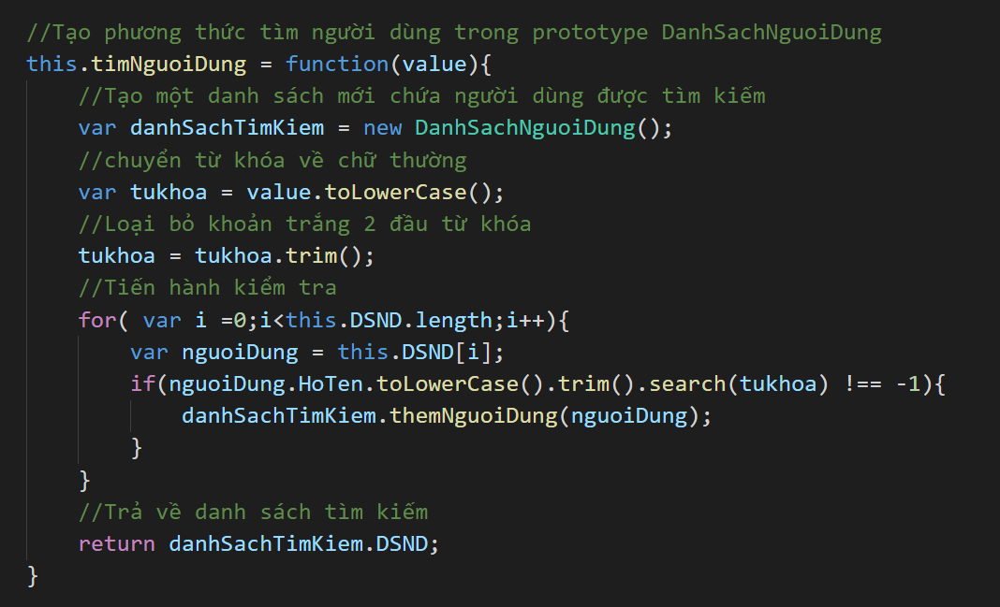 //Tạo phương thức tìm người dùng trong prototype DanhSachNguoiDung
this.timNguoiDung = function(value){
    //Tạo một danh sách mới chứa người dùng được tìm kiếm
    var danhSachTimKiem = new DanhSachNguoiDung();
    //chuyển từ khóa về chữ thường
    var tukhoa = value.toLowerCase();
    //Loại bỏ khoản trắng 2 đầu từ khóa
    tukhoa = tukhoa.trim();
    //Tiến hành kiểm tra
    for( var i =0;i<this.DSND.length;i++){
        var nguoiDung = this.DSND[i];
        if(nguoiDung.HoTen.toLowerCase().trim().search(tukhoa) !== -1){
            danhSachTimKiem.themNguoiDung(nguoiDung);
        }
    }
    //Trả về danh sách tìm kiếm
    return danhSachTimKiem.DSND;
}